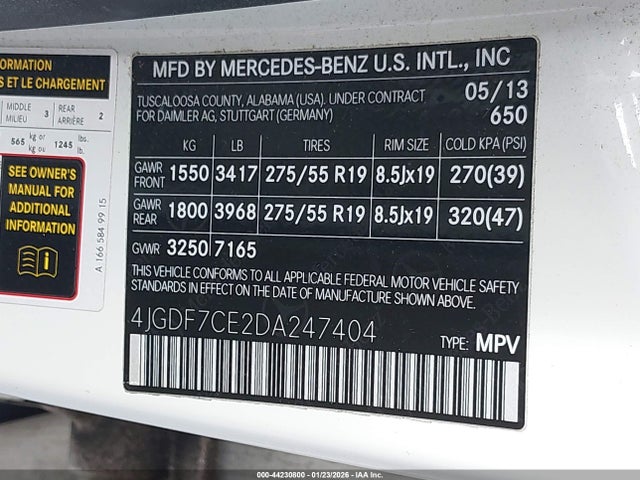 FORMATION
S ET LE CHARGEMENT
MIDDLE MILIEU 3 REAR ARRIÈRE 2
565 kg or kg ou 1245 lbs. lb.
SEE OWNER'S
MANUAL FOR
ADDITIONAL
INFORMATION
A 166 584 99 15
MFD BY MERCEDES-BENZ U.S. INTL., INC
TUSCALOOSA COUNTY, ALABAMA (USA). UNDER CONTRACT 05/13
FOR DAIMLER AG, STUTTGART (GERMANY) 650
KG LB TIRES RIM SIZE COLD KPA (PSI)
GAWR FRONT 1550 3417 275/55 R19 8.5Jx19 270(39)
GAWR REAR 1800 3968 275/55 R19 8.5Jx19 320(47)
GVWR 3250 7165
THIS VEHICLE CONFORMS TO ALL APPLICABLE FEDERAL MOTOR VEHICLE SAFETY
STANDARDS IN EFFECT ON THE DATE OF MANUFACTURE SHOWN ABOVE.
4JGDF7CE2DA247404
TYPE: MPV
000-44230800 - 01/23/2026 - IAAI, Inc. Copyright